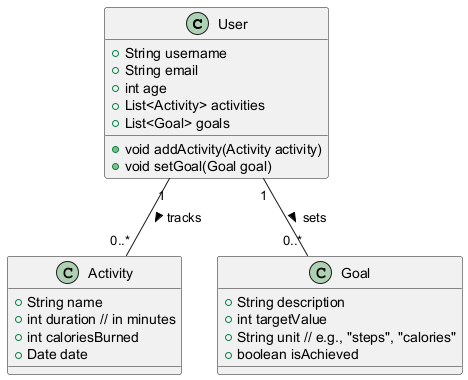 C User
String username
String email
int age
List<Activity> activities
List<Goal> goals
void addActivity(Activity activity)
void setGoal(Goal goal)
1 1
tracks sets
0..* 0..*
C Activity
String name
int duration // in minutes
int caloriesBurned
Date date
C Goal
String description
int targetValue
String unit // e.g., "steps", "calories"
boolean isAchieved